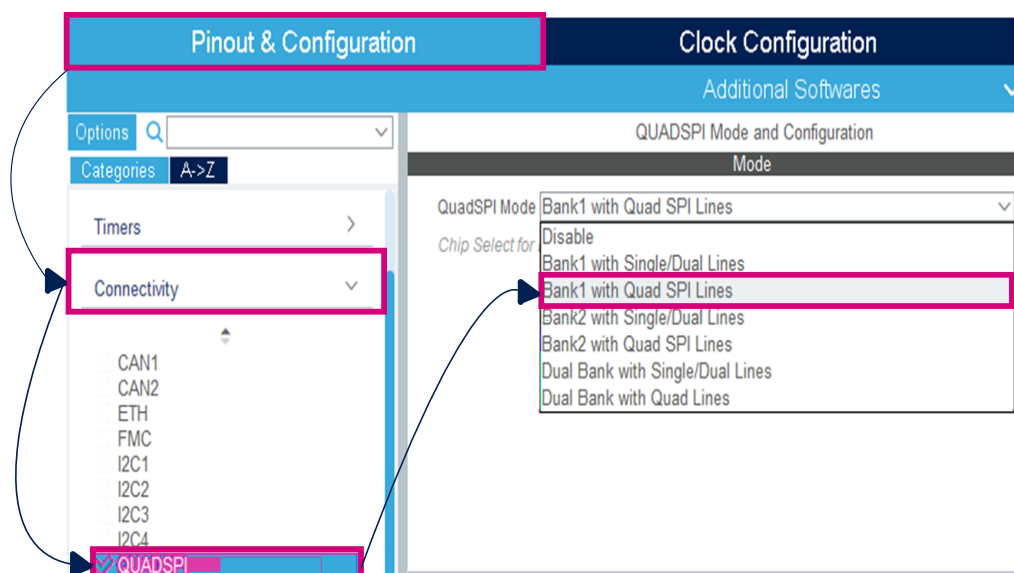 Pinout & Configuration
Clock Configuration
Additional Softwares
Options
Categories
A->Z
Timers
Connectivity
CAN1
CAN2
ETH
FMC
I2C1
I2C2
I2C3
I2C4
QUADSPI
QUADSPI Mode and Configuration
Mode
QuadSPI Mode Bank1 with Quad SPI Lines
Chip Select for
Disable
Bank1 with Single/Dual Lines
Bank1 with Quad SPI Lines
Bank2 with Single/Dual Lines
Bank2 with Quad SPI Lines
Dual Bank with Single/Dual Lines
Dual Bank with Quad Lines